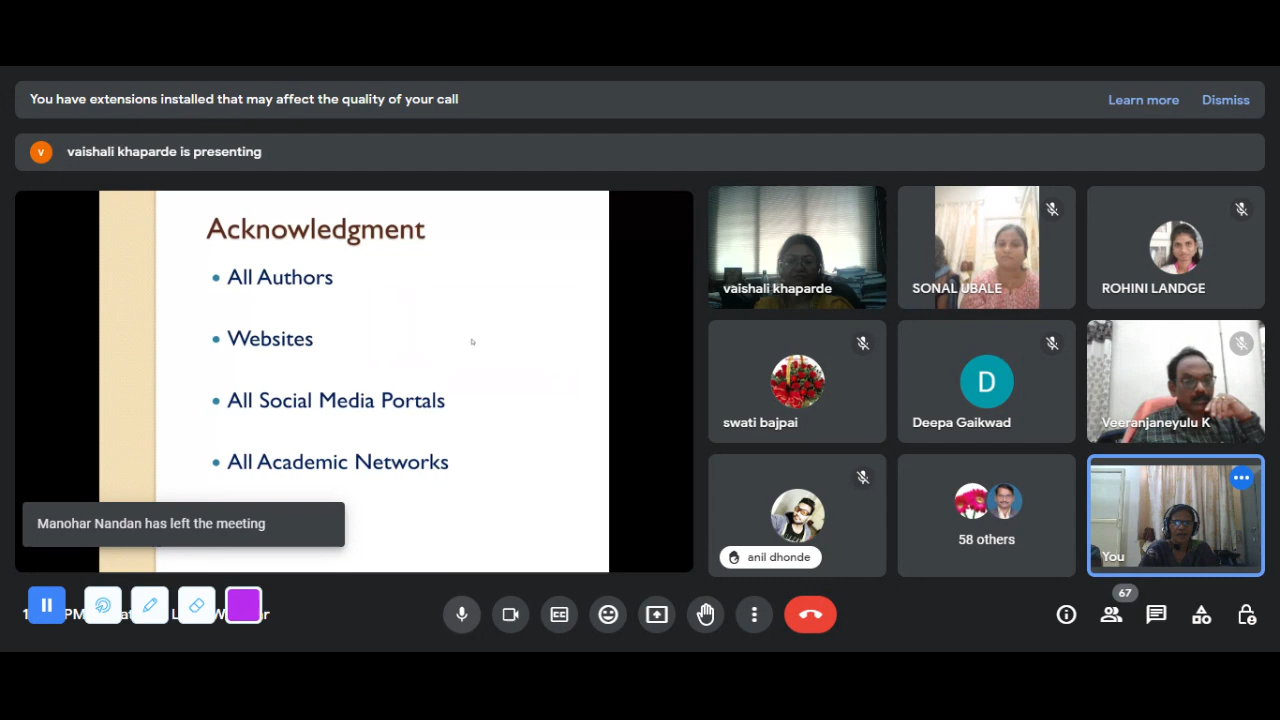 You have extensions installed that may affect the quality of your call
Learn more
Dismiss
V
vaishali khaparde is presenting
Acknowledgment
• All Authors
• Websites
• All Social Media Portals
• All Academic Networks
Manohar Nandan has left the meeting
vaishali khaparde
SONAL UBALE
ROHINI LANDGE
swati bajpai
D
Deepa Gaikwad
Veeranjaneyulu K
anil dhonde
58 others
You
PM
67